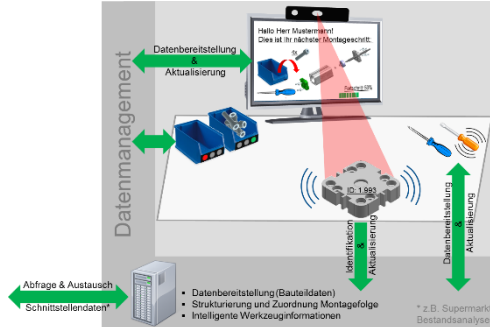 Hallo Herr Mustermann!
Dies ist Ihr nächster Montageschritt:
Datenbereitstellung
&
Aktualisierung
Datenmanagement
ID: 1.993
Identifikation
&
Aktualisierung
Datenbereitstellung
&
Aktualisierung
Abfrage & Austausch
Schnittstellendaten*
▪ Datenbereitstellung (Bauteildaten)
▪ Strukturierung und Zuordnung Montagefolge
▪ Intelligente Werkzeuginformationen
* z.B. Supermarkt
Bestandsanalyse